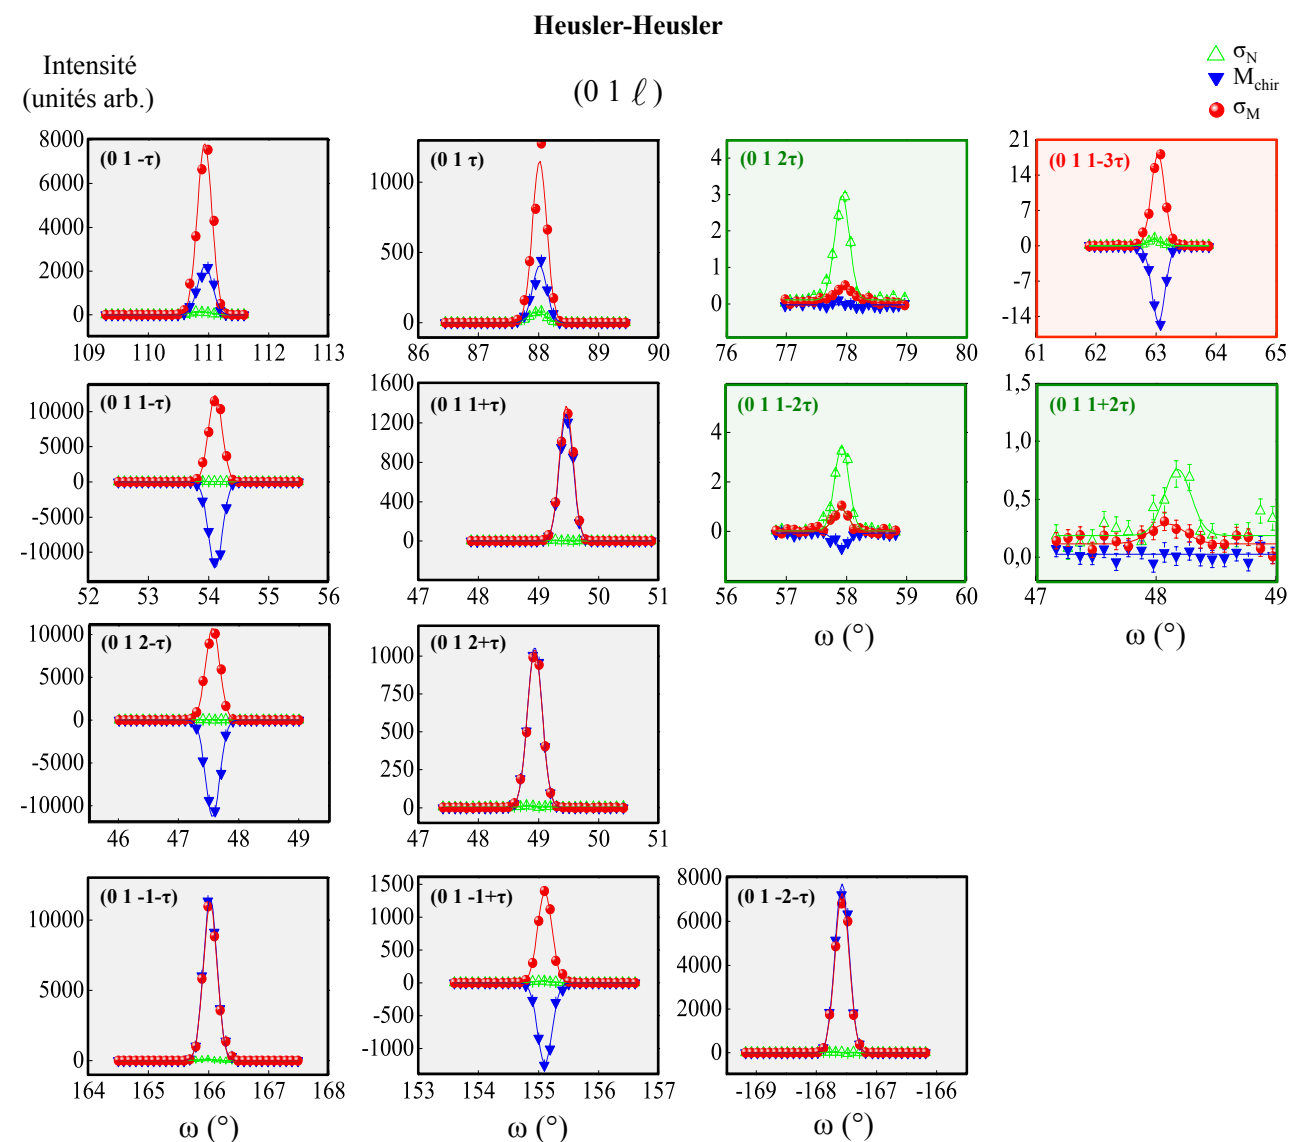 Heusler-Heusler
Intensité
(unités arb.)
(0 1 ℓ)
σN
Mchir
σM
(0 1 -τ)
8000
6000
4000
2000
0
109 110 111 112 113
(0 1 τ)
1000
500
0
86 87 88 89 90
(0 1 2τ)
4
3
2
1
0
76 77 78 79 80
(0 1 1-3τ)
21
14
7
0
-7
-14
61 62 63 64 65
(0 1 1-τ)
10000
5000
0
-5000
-10000
52 53 54 55 56
(0 1 1+τ)
1600
1200
800
400
0
47 48 49 50 51
(0 1 1-2τ)
4
2
0
56 57 58 59 60
ω (°)
(0 1 1+2τ)
1,5
1,0
0,5
0,0
47 48 49
ω (°)
(0 1 2-τ)
10000
5000
0
-5000
-10000
46 47 48 49
(0 1 2+τ)
1000
750
500
250
0
47 48 49 50 51
(0 1 -1-τ)
10000
5000
0
164 165 166 167 168
ω (°)
(0 1 -1+τ)
1500
1000
500
0
-500
-1000
153 154 155 156 157
ω (°)
(0 1 -2-τ)
8000
6000
4000
2000
0
-169 -168 -167 -166
ω (°)